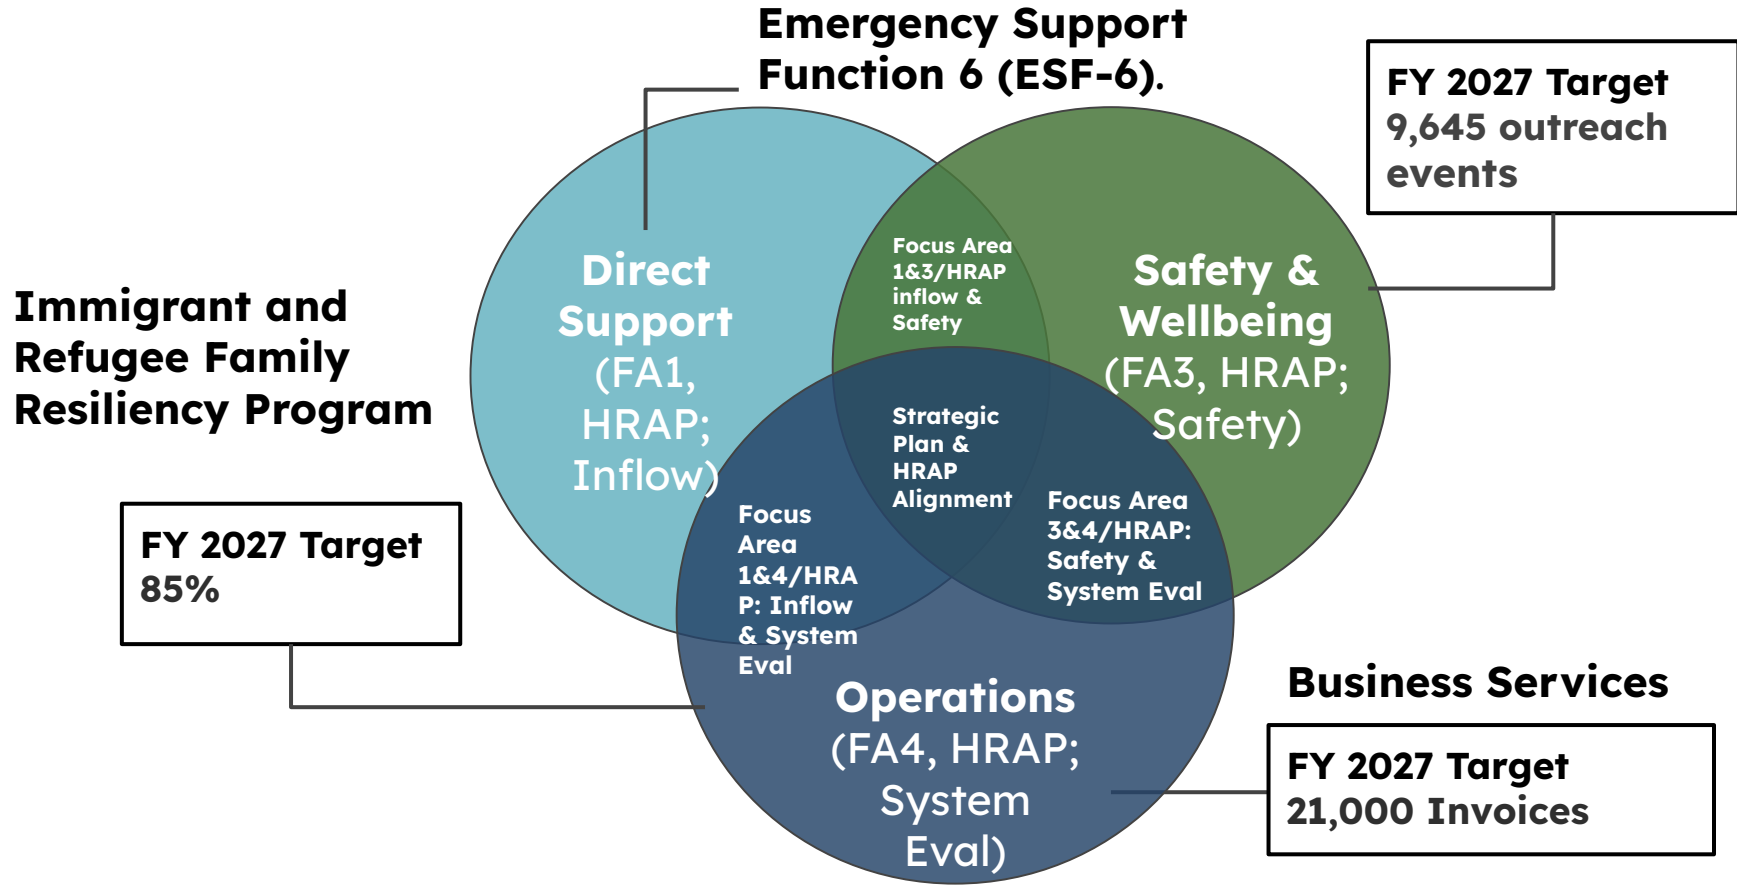 Emergency Support
Function 6 (ESF-6).
FY 2027 Target
9,645 outreach
events
Immigrant and
Refugee Family
Resiliency Program
Direct
Support
(FA1,
HRAP;
Inflow)
Focus Area
1&3/HRAP
inflow &
Safety
Safety &
Wellbeing
(FA3, HRAP;
Safety)
Strategic
Plan &
HRAP
Alignment
FY 2027 Target
85%
Focus
Area
1&4/HRA
P: Inflow
& System
Eval
Focus Area
3&4/HRAP:
Safety &
System Eval
Operations
(FA4, HRAP;
System
Eval)
Business Services
FY 2027 Target
21,000 Invoices